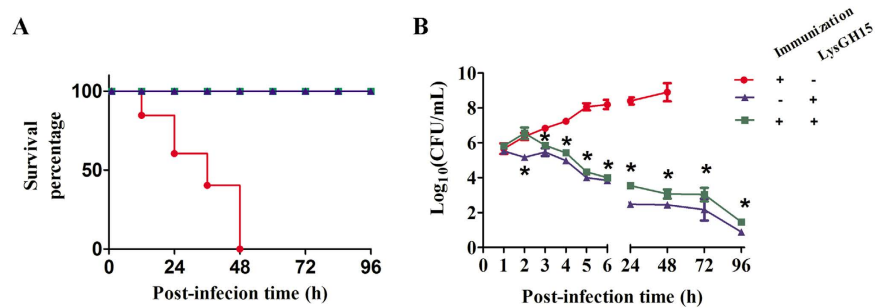 A
Survival
percentage
100
50
0
0 24 48 72 96
Post-infecion time (h)
B
Log10(CFU/mL)
10
8
6
4
2
0
* * * * * * * * *
0 1 2 3 4 5 6 24 48 72 96
Post-infection time (h)
Immunization
LysGH15
+ -
- +
+ +